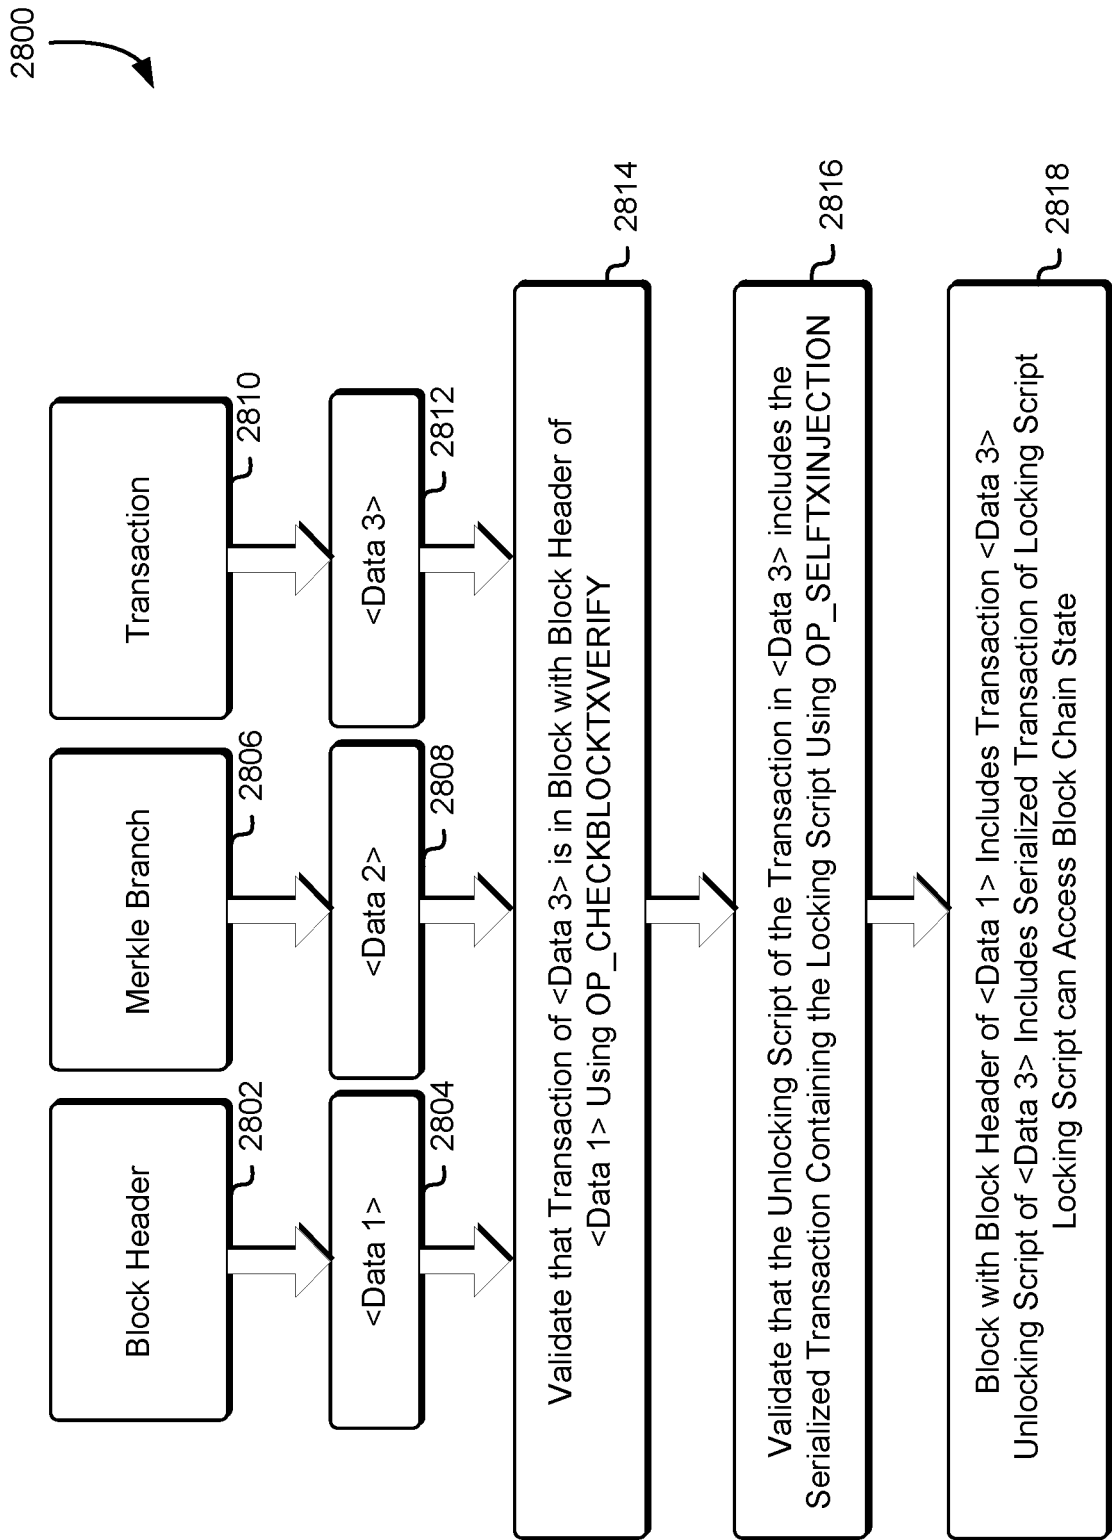 2800
Block Header
2802
Merkle Branch
2806
Transaction
2810
<Data 1>
2804
<Data 2>
2808
<Data 3>
2812
Validate that Transaction of <Data 3> is in Block with Block Header of
<Data 1> Using OP_CHECKBLOCKTXVERIFY
2814
Validate that the Unlocking Script of the Transaction in <Data 3> includes the
Serialized Transaction Containing the Locking Script Using OP_SELFTXINJECTION
2816
Block with Block Header of <Data 1> Includes Transaction <Data 3>
Unlocking Script of <Data 3> Includes Serialized Transaction of Locking Script
Locking Script can Access Block Chain State
2818